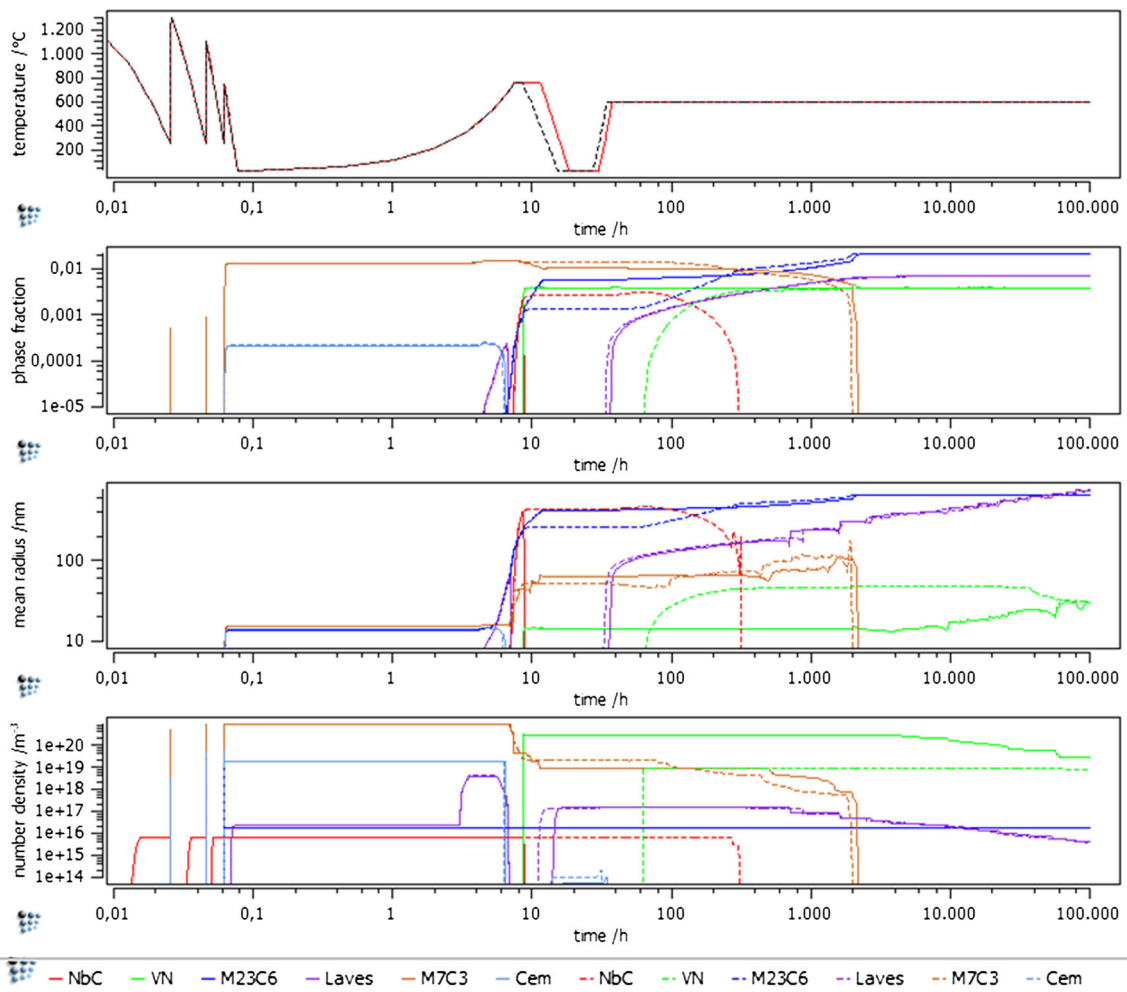 1.200
1.000
800
600
400
200
temperature /°C
0,01 0,1 1 10 100 1.000 10.000 100.000
time /h
0,01
0,001
0,0001
1e-05
phase fraction
0,01 0,1 1 10 100 1.000 10.000 100.000
time /h
100
10
mean radius /nm
0,01 0,1 1 10 100 1.000 10.000 100.000
time /h
1e+20
1e+19
1e+18
1e+17
1e+16
1e+15
1e+14
number density /m⁻³
0,01 0,1 1 10 100 1.000 10.000 100.000
time /h
NbC VN M23C6 Laves M7C3 Cem NbC VN M23C6 Laves M7C3 Cem